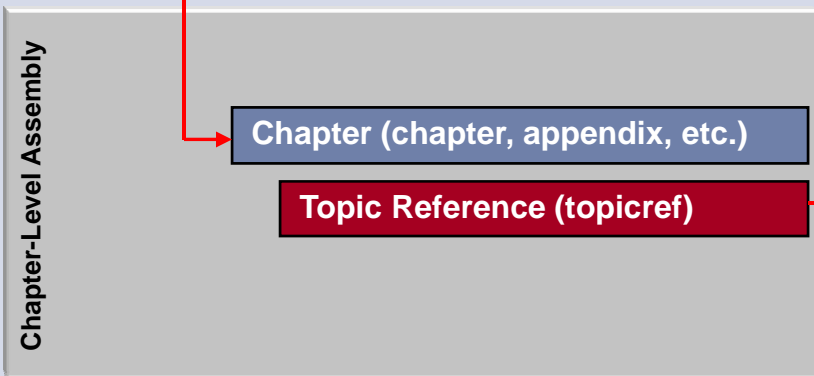 Chapter-Level Assembly
Chapter (chapter, appendix, etc.)
Topic Reference (topicref)